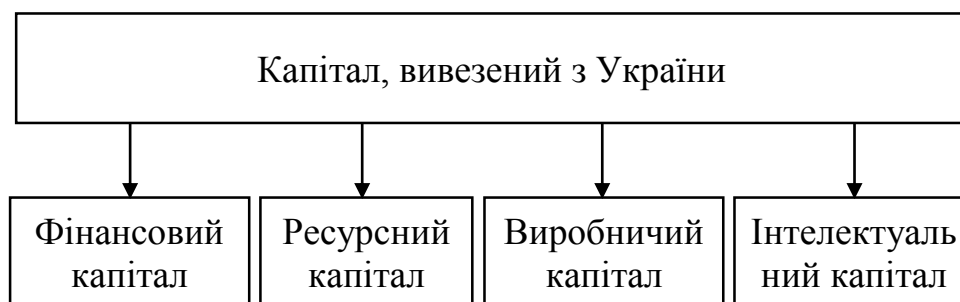 Капітал, вивезений з України
Фінансовий
капітал
Ресурсний
капітал
Виробничий
капітал
Інтелектуаль
ний капітал